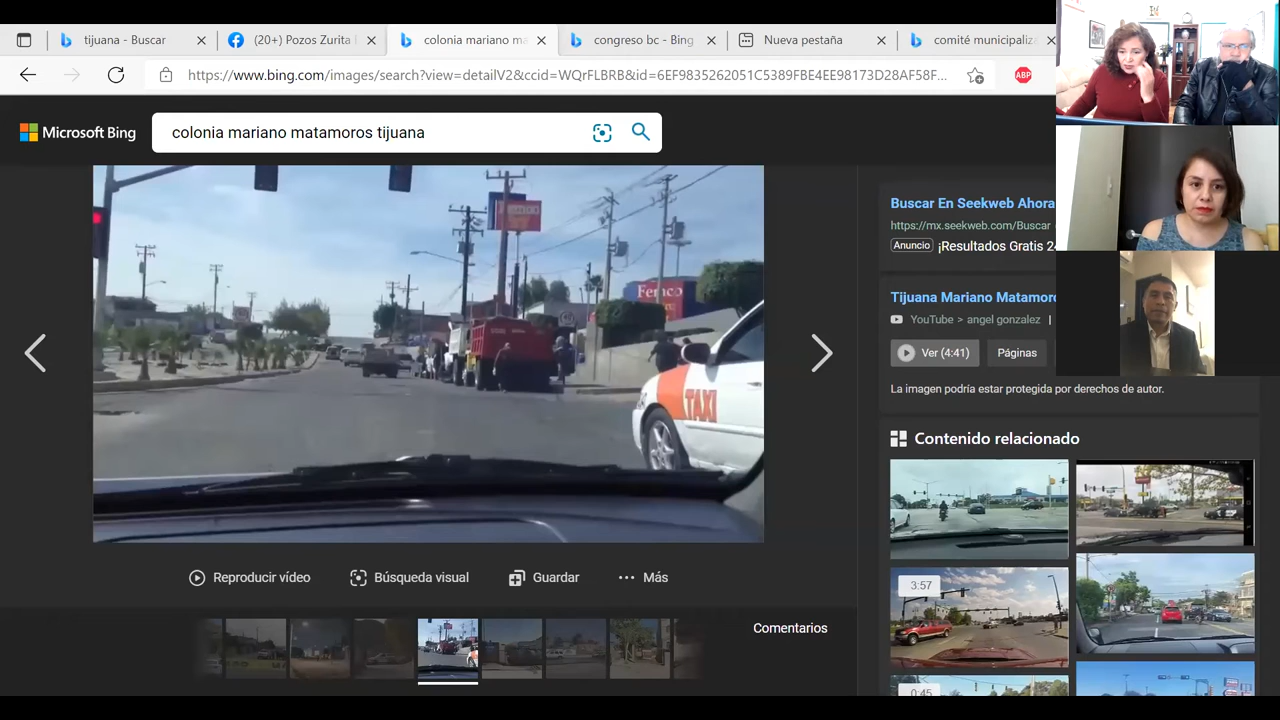 tijuana - Buscar
(20+) Pozos Zurita
colonia mariano ma
congreso bc - Bing
Nueva pestaña
comité municipaliz
https://www.bing.com/images/search?view=detailV2&ccid=WQrFLBRB&id=6EF9835262051C5389FBE4EE98173D28AF58F...
ABP
Microsoft Bing
colonia mariano matamoros tijuana
TAXI
Buscar En Seekweb Ahora
https://mx.seekweb.com/Buscar
Anuncio ¡Resultados Gratis 24
Tijuana Mariano Matamoro
YouTube > angel gonzalez |
Ver (4:41)
Páginas
La imagen podría estar protegida por derechos de autor.
Contenido relacionado
3:57
0:45
Reproducir vídeo
Búsqueda visual
Guardar
Más
Comentarios